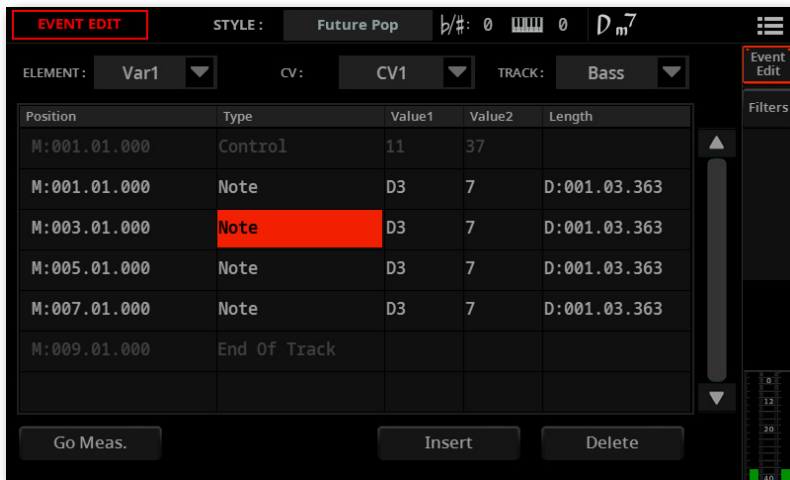 EVENT EDIT STYLE : Future Pop ♭/#: 0 0 D m7
ELEMENT : Var1 CV : CV1 TRACK : Bass
Event Edit
Filters
Position Type Value1 Value2 Length
M:001.01.000 Control 11 37
M:001.01.000 Note D3 7 D:001.03.363
M:003.01.000 Note D3 7 D:001.03.363
M:005.01.000 Note D3 7 D:001.03.363
M:007.01.000 Note D3 7 D:001.03.363
M:009.01.000 End Of Track
Go Meas. Insert Delete
0
12
20
40